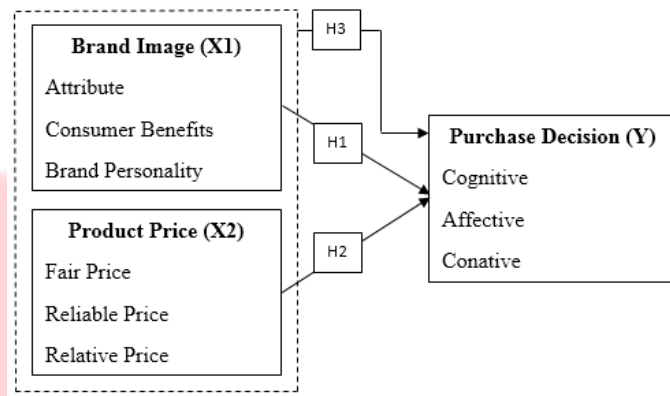 Brand Image (X1)
Attribute
Consumer Benefits
Brand Personality
Product Price (X2)
Fair Price
Reliable Price
Relative Price
H3
H1
H2
Purchase Decision (Y)
Cognitive
Affective
Conative